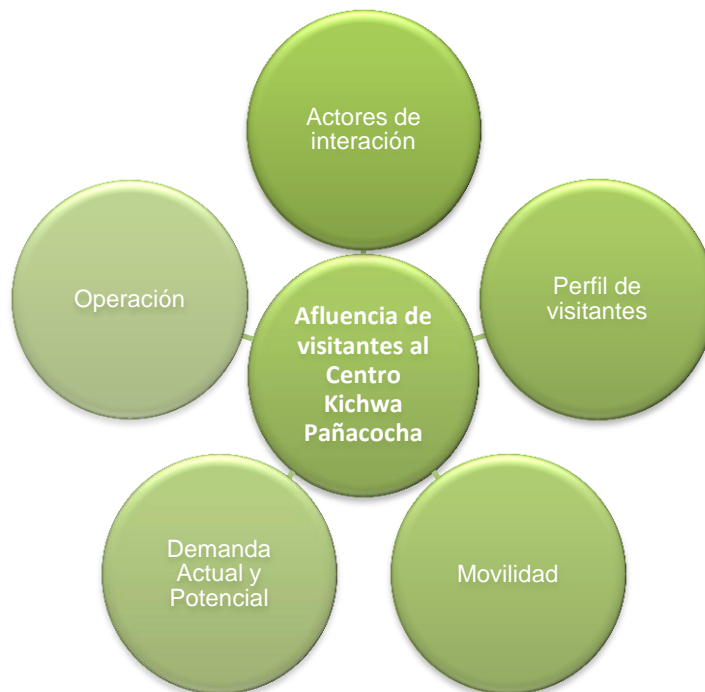 Actores de
interación
Perfil de
visitantes
Operación
Afluencia de
visitantes al
Centro
Kichwa
Pañacocha
Demanda
Actual y
Potencial
Movilidad